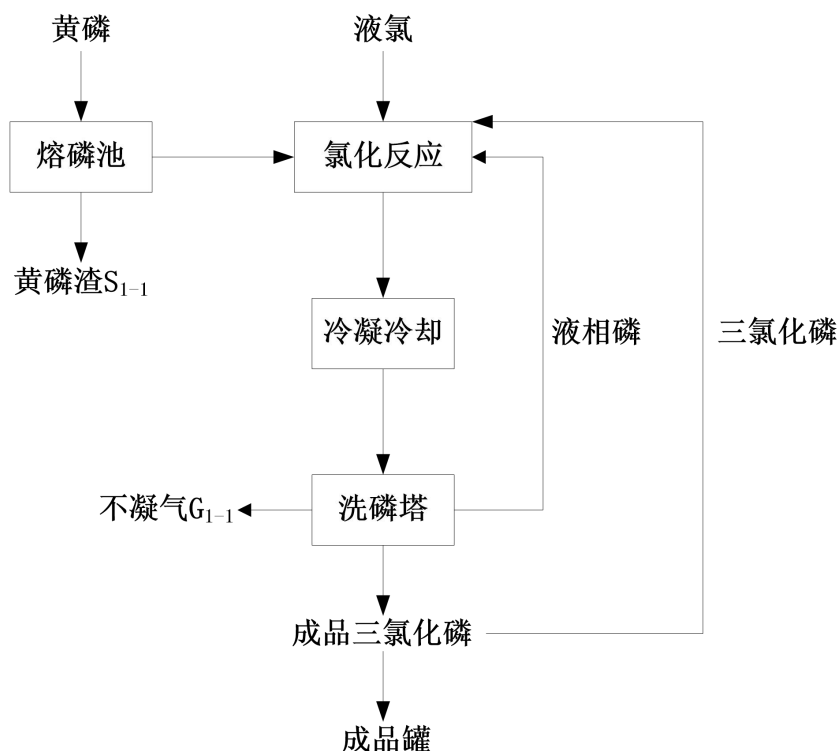 黄磷
液氯
熔磷池
氯化反应
黄磷渣S₁₋₁
冷凝冷却
液相磷
三氯化磷
不凝气G₁₋₁
洗磷塔
成品三氯化磷
成品罐